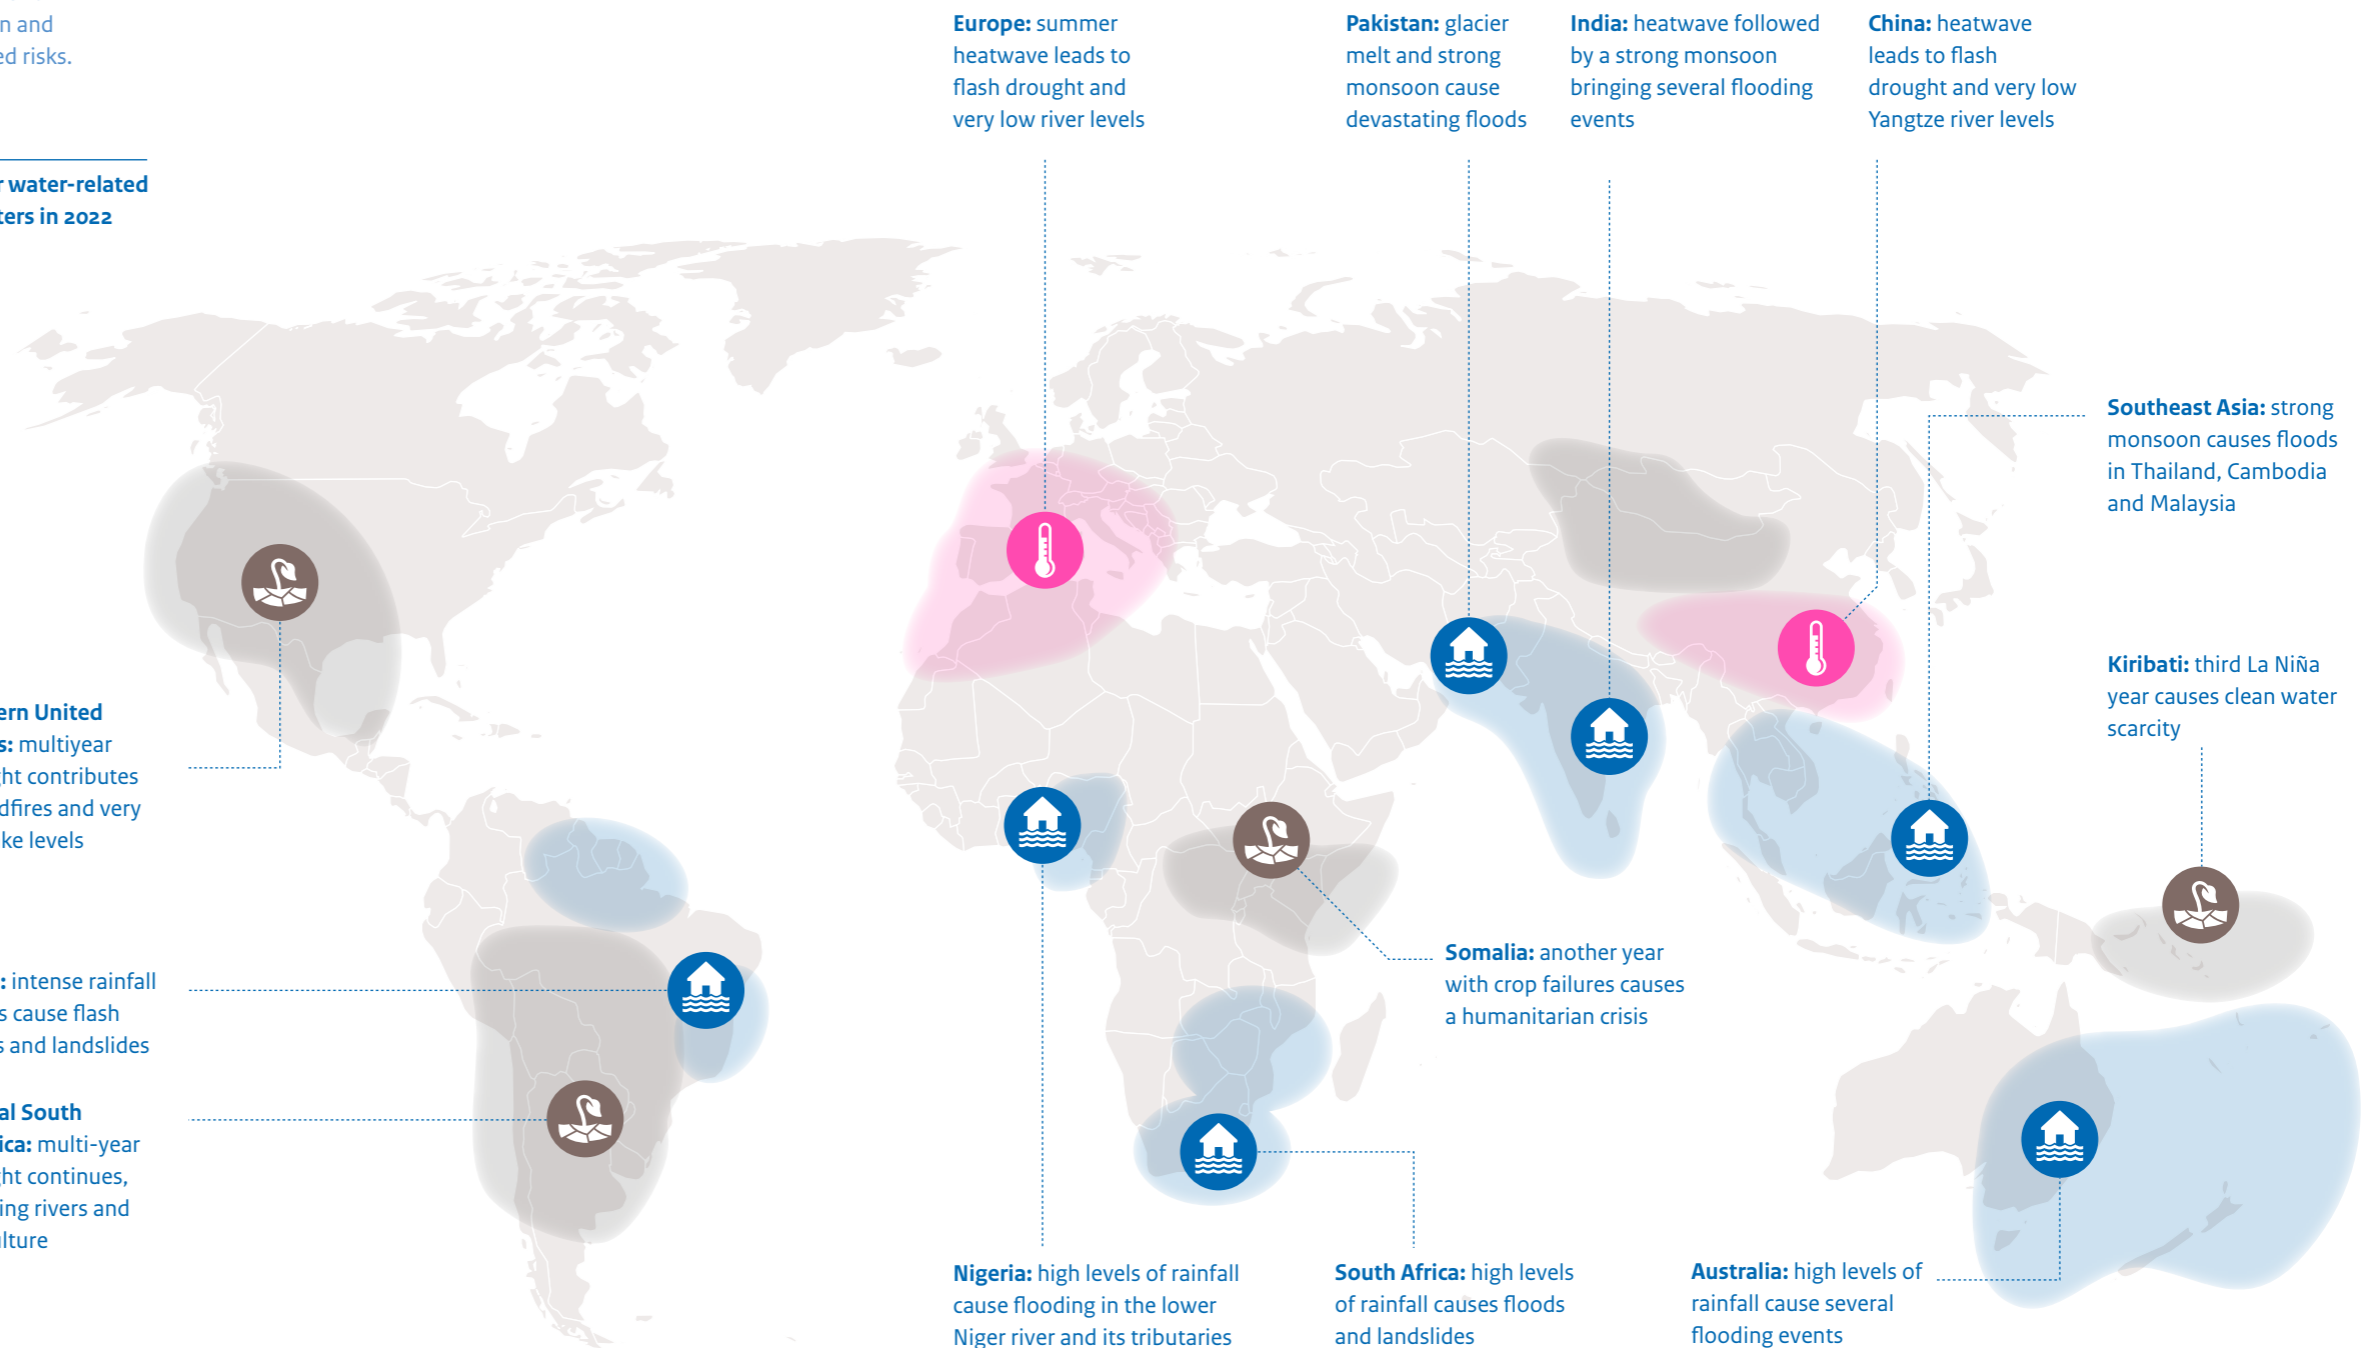 n and
ed risks.
r water-related
ters in 2022
Europe: summer
heatwave leads to
flash drought and
very low river levels
Pakistan: glacier
melt and strong
monsoon cause
devastating floods
India: heatwave followed
by a strong monsoon
bringing several flooding
events
China: heatwave
leads to flash
drought and very low
Yangtze river levels
Southeast Asia: strong
monsoon causes floods
in Thailand, Cambodia
and Malaysia
Kiribati: third La Niña
year causes clean water
scarcity
ern United
s: multiyear
ght contributes
dfires and very
ke levels
: intense rainfall
s cause flash
s and landslides
al South
ica: multi-year
ght continues,
ing rivers and
lture
Somalia: another year
with crop failures causes
a humanitarian crisis
Nigeria: high levels of rainfall
cause flooding in the lower
Niger river and its tributaries
South Africa: high levels
of rainfall causes floods
and landslides
Australia: high levels of
rainfall cause several
flooding events